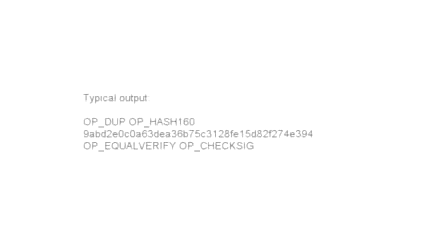 Typical output:
OP_DUP OP_HASH160
9abd2e0c0a63dea36b75c3128fe15d82f274e394
OP_EQUALVERIFY OP_CHECKSIG